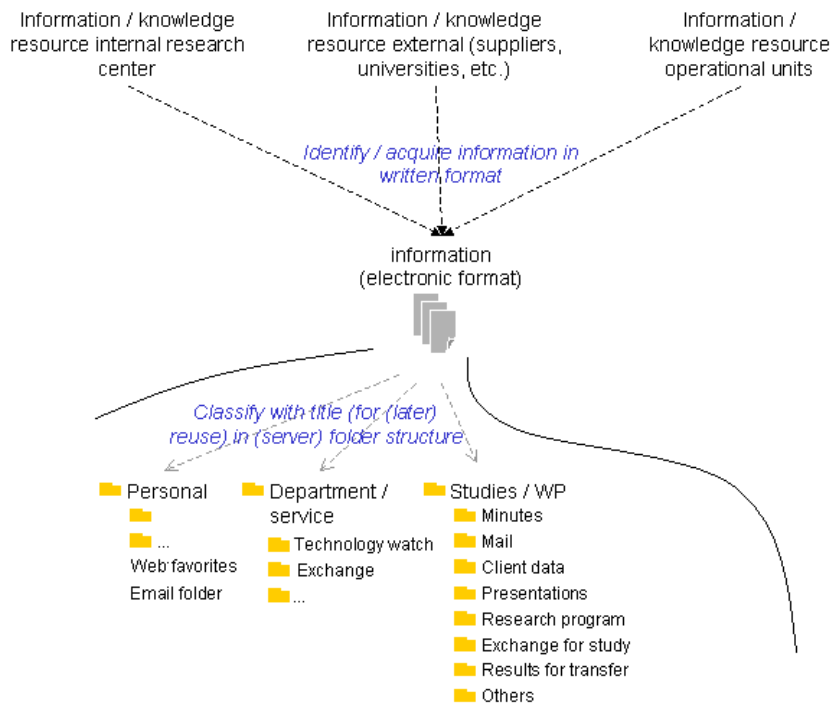 Information / knowledge
resource internal research
center
Information / knowledge
resource external (suppliers,
universities, etc.)
Information /
knowledge resource
operational units
Identify / acquire information in
written format
information
(electronic format)
Classify with title (for (later)
reuse) in (server) folder structure
Personal
...
Web favorites
Email folder
Department /
service
Technology watch
Exchange
...
Studies / WP
Minutes
Mail
Client data
Presentations
Research program
Exchange for study
Results for transfer
Others